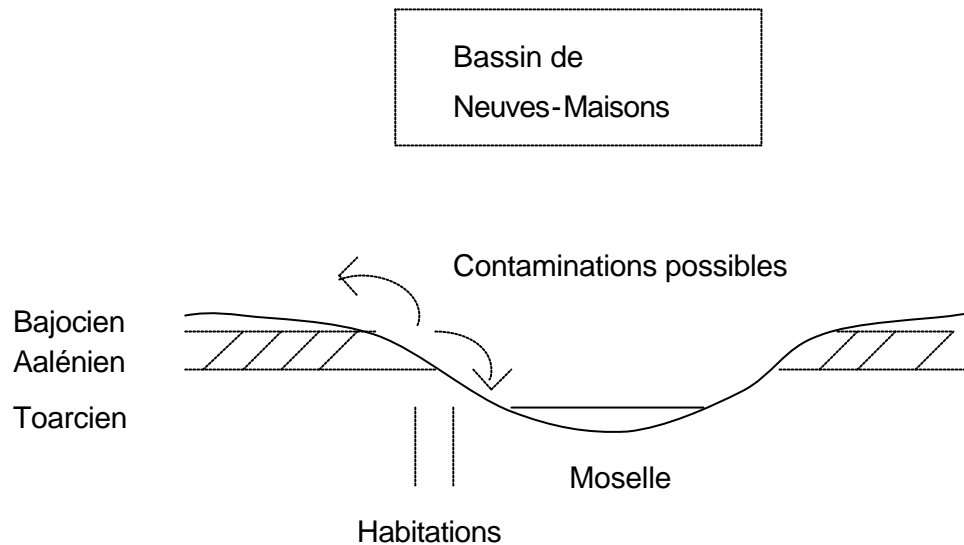 Bassin de
Neuves-Maisons
Contaminations possibles
Bajocien
Aalénien
Toarcien
Moselle
Habitations